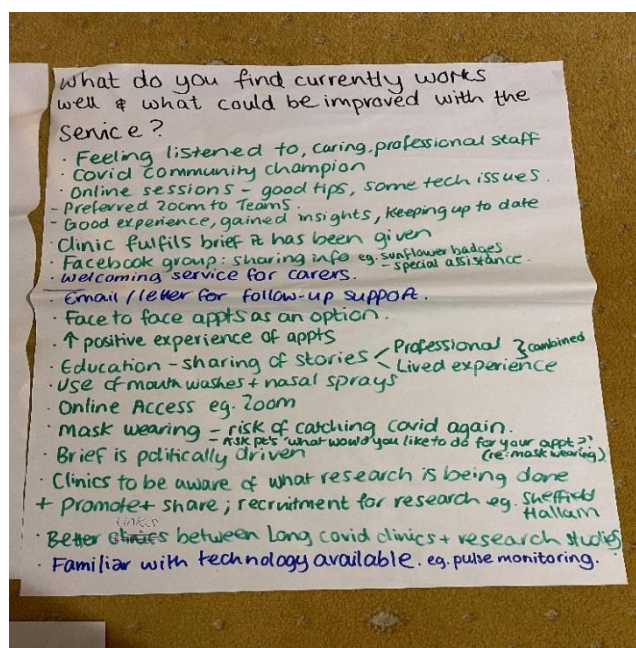 What do you find currently works
well & what could be improved with the
service?
· Feeling listened to, caring, professional staff
· Covid community champion
· Online sessions - good tips, some tech issues.
- Preferred Zoom to Teams.
- Good experience, gained insights, keeping up to date
· Clinic fulfils brief it has been given
· Facebook group: sharing info eg. sunflower badges
- special assistance.
· Welcoming service for carers.
· Email / letter for follow-up support.
· Face to face appts as an option.
· ↑ positive experience of appts
· Education - sharing of stories < Professional } combined
Lived experience
· Use of mouth washes + nasal sprays
· Online Access eg. Zoom
· Mask wearing - risk of catching covid again.
- Ask pt's 'what would you like to do for your appt?'
(re: mask wearing)
· Brief is politically driven
· Clinics to be aware of what research is being done
+ promote + share; recruitment for research eg. Sheffield
Hallam
links
· Better between Long covid clinics + research studies
· Familiar with technology available. eg. pulse monitoring.